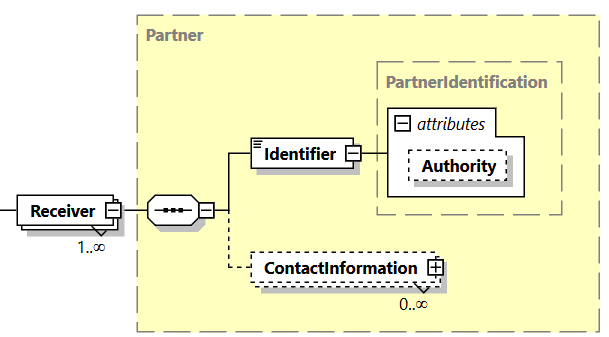 Partner
PartnerIdentification
attributes
Identifier
Authority
Receiver
1..∞
ContactInformation
0..∞